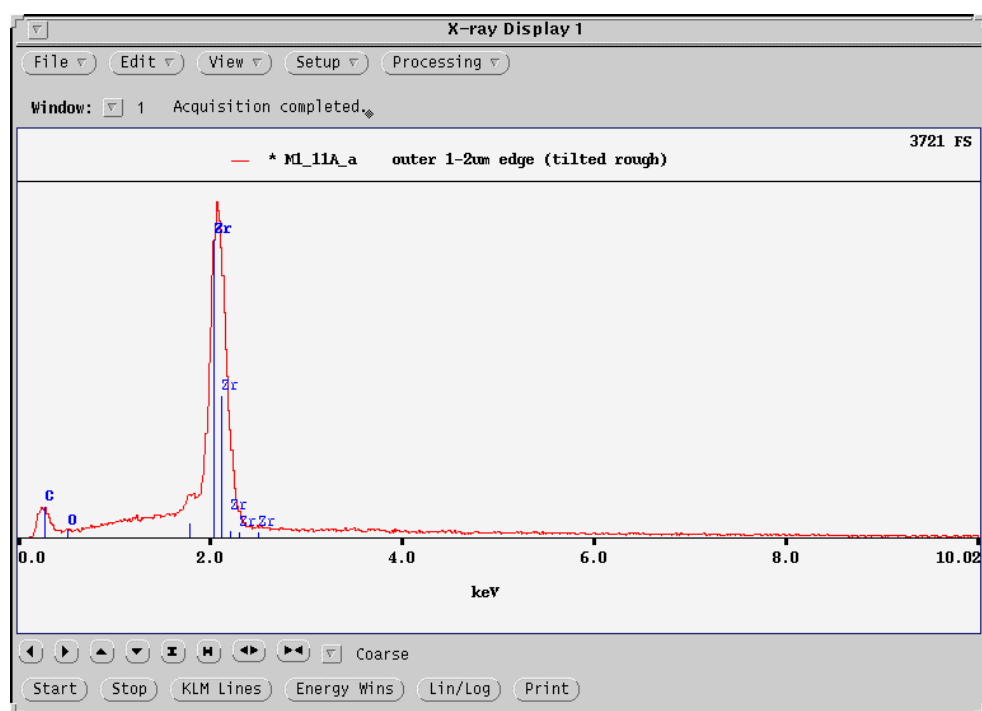 X-ray Display 1
File Edit View Setup Processing
Window: 1 Acquisition completed.
3721 FS
* M1_11A_a outer 1-2um edge (tilted rough)
Zr
Zr
C
Zr
O
Zr Zr
0.0 2.0 4.0 6.0 8.0 10.02
keV
Coarse
Start Stop KLM Lines Energy Wins Lin/Log Print